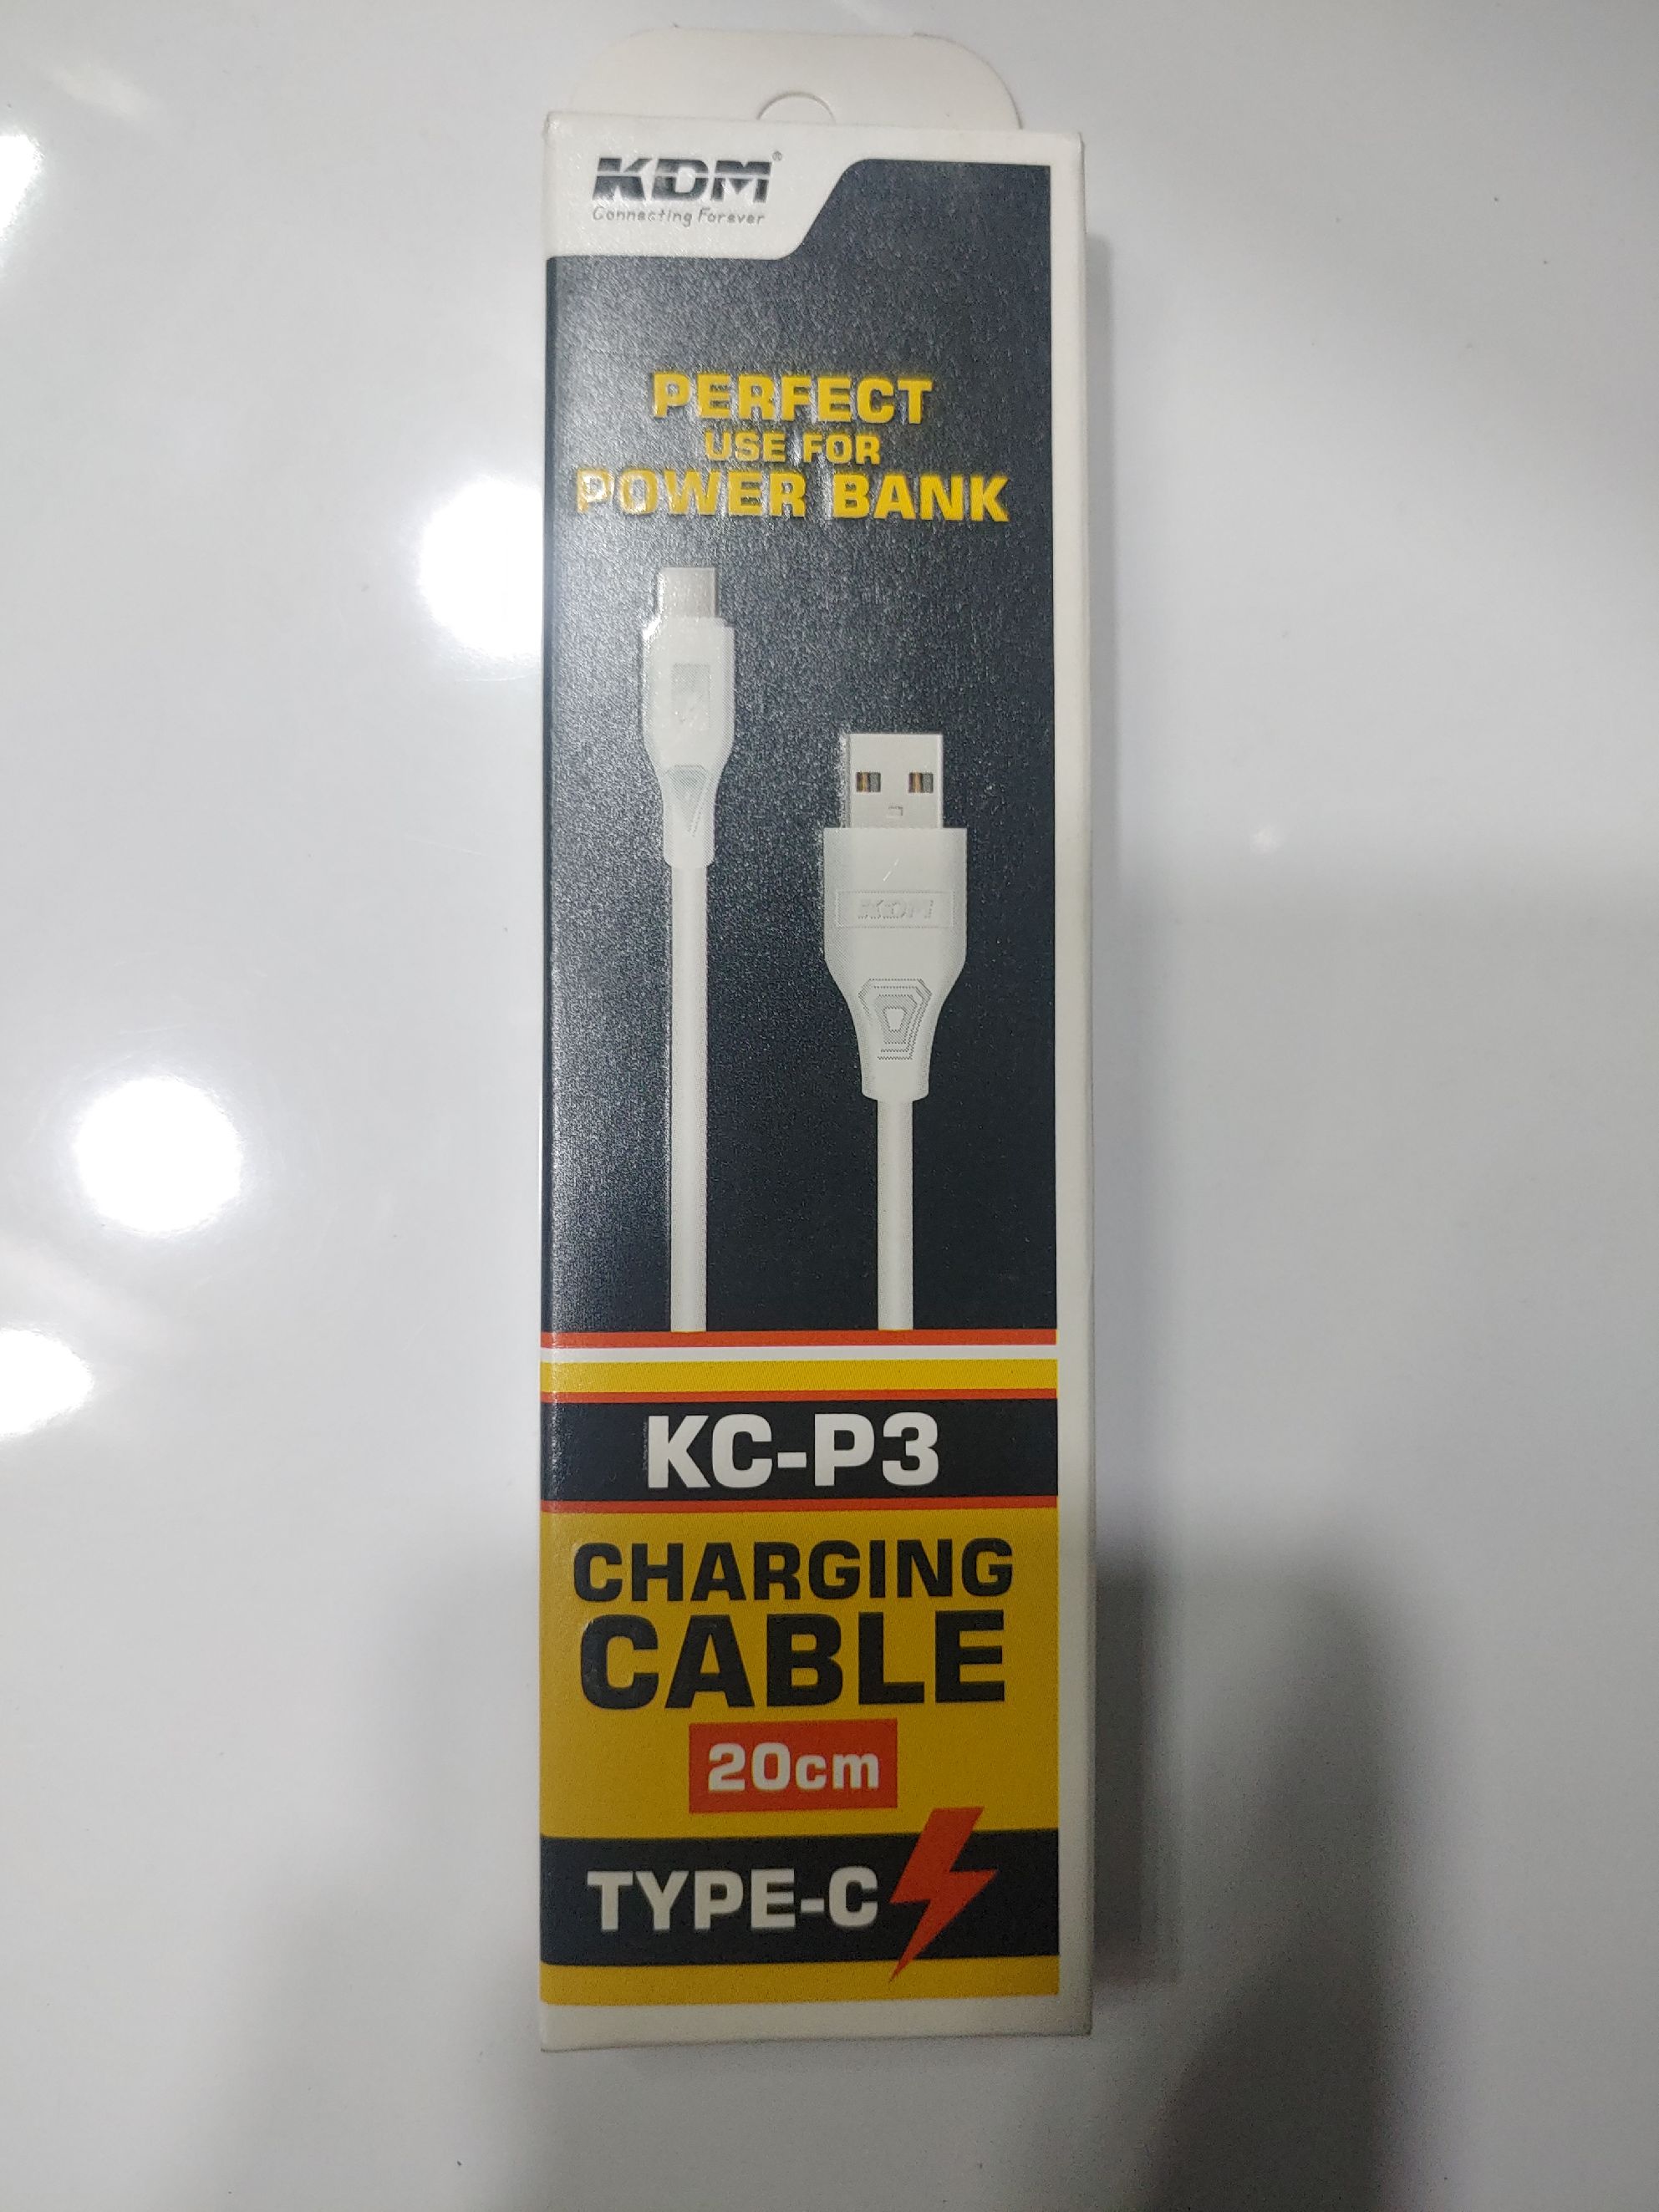 KDM®
Connecting Forever
PERFECT
USE FOR
POWER BANK
KDM
KC-P3
CHARGING
CABLE
20cm
TYPE-C